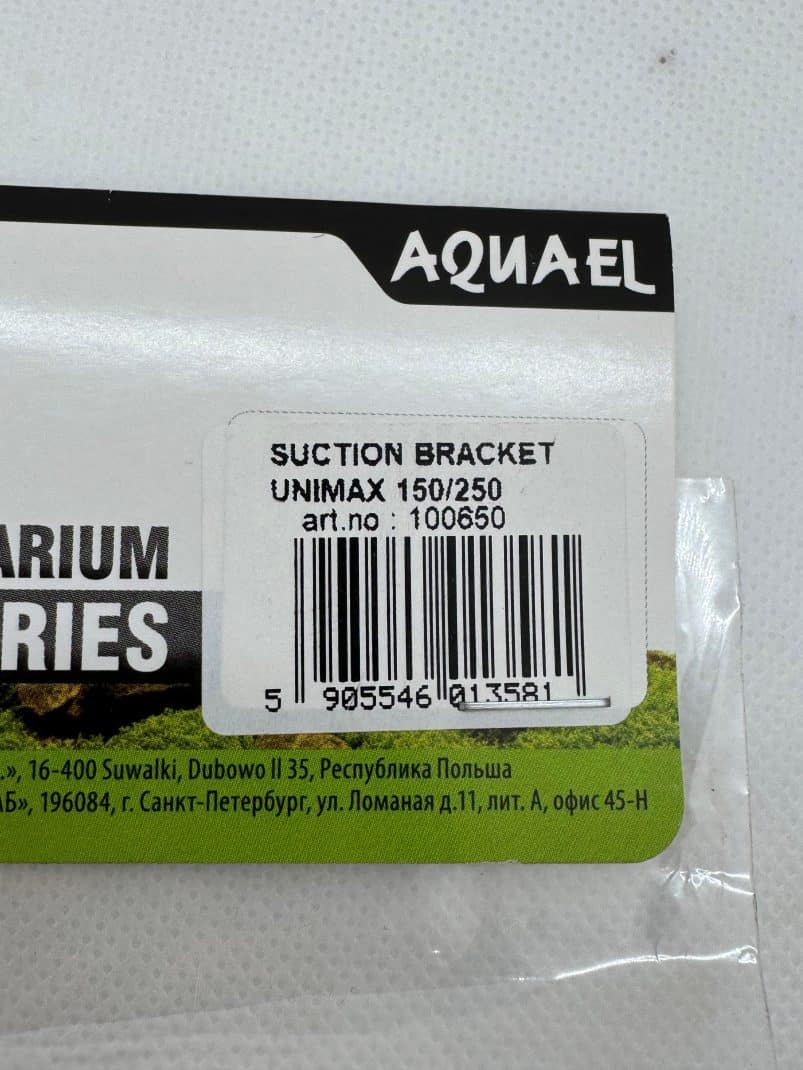 AQUAEL
SUCTION BRACKET
UNIMAX 150/250
art.no : 100650
5 905546 013581
ARIUM
RIES
.», 16-400 Suwalki, Dubowo II 35, Республика Польша
АБ», 196084, г. Санкт-Петербург, ул. Ломаная д.11, лит. А, офис 45-Н